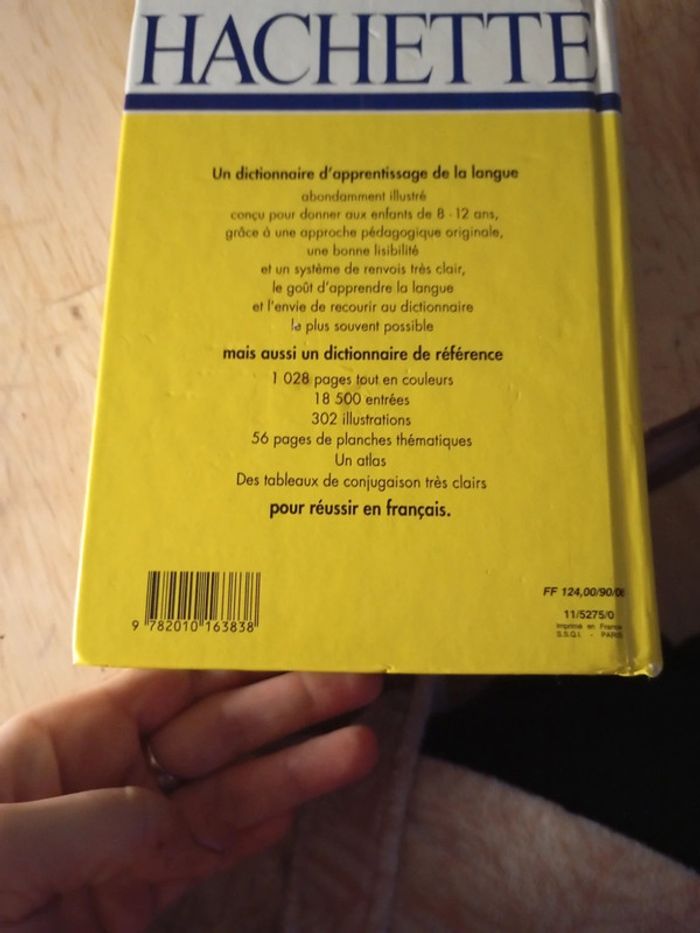 HACHETTE
Un dictionnaire d'apprentissage de la langue
abondamment illustré
conçu pour donner aux enfants de 8 - 12 ans,
grâce à une approche pédagogique originale,
une bonne lisibilité
et un système de renvois très clair,
le goût d'apprendre la langue
et l'envie de recourir au dictionnaire
le plus souvent possible
mais aussi un dictionnaire de référence
1 028 pages tout en couleurs
18 500 entrées
302 illustrations
56 pages de planches thématiques
Un atlas
Des tableaux de conjugaison très clairs
pour réussir en français.
FF 124,00/90/06
11/5275/0
Imprimé en France
S.S.Q.I. - PARIS
9 782010 163838